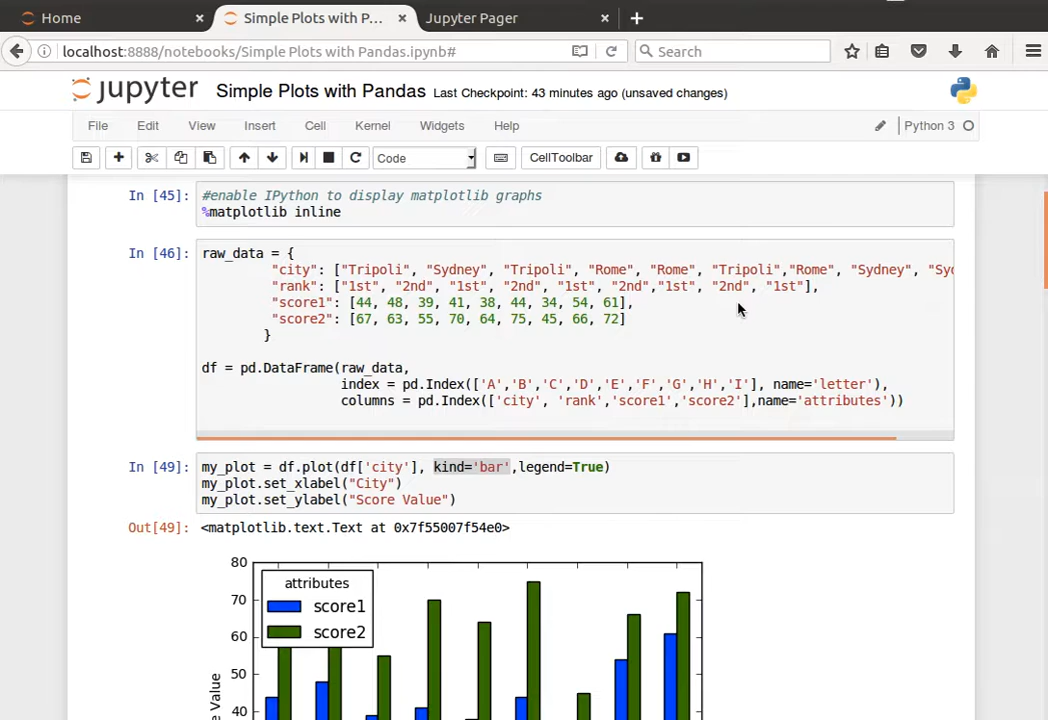 Home
Simple Plots with P...
Jupyter Pager
localhost:8888/notebooks/Simple Plots with Pandas.ipynb#
Search
jupyter Simple Plots with Pandas Last Checkpoint: 43 minutes ago (unsaved changes)
File Edit View Insert Cell Kernel Widgets Help Python 3
Code CellToolbar
In [45]: #enable IPython to display matplotlib graphs
%matplotlib inline
In [46]: raw_data = {
"city": ["Tripoli", "Sydney", "Tripoli", "Rome", "Rome", "Tripoli","Rome", "Sydney", "Syd
"rank": ["1st", "2nd", "1st", "2nd", "1st", "2nd","1st", "2nd", "1st"],
"score1": [44, 48, 39, 41, 38, 44, 34, 54, 61],
"score2": [67, 63, 55, 70, 64, 75, 45, 66, 72]
}
df = pd.DataFrame(raw_data,
index = pd.Index(['A','B','C','D','E','F','G','H','I'], name='letter'),
columns = pd.Index(['city', 'rank','score1','score2'],name='attributes'))
In [49]: my_plot = df.plot(df['city'], kind='bar',legend=True)
my_plot.set_xlabel("City")
my_plot.set_ylabel("Score Value")
Out[49]: <matplotlib.text.Text at 0x7f55007f54e0>
80
attributes
70
score1
score2
60
50
40
e Value